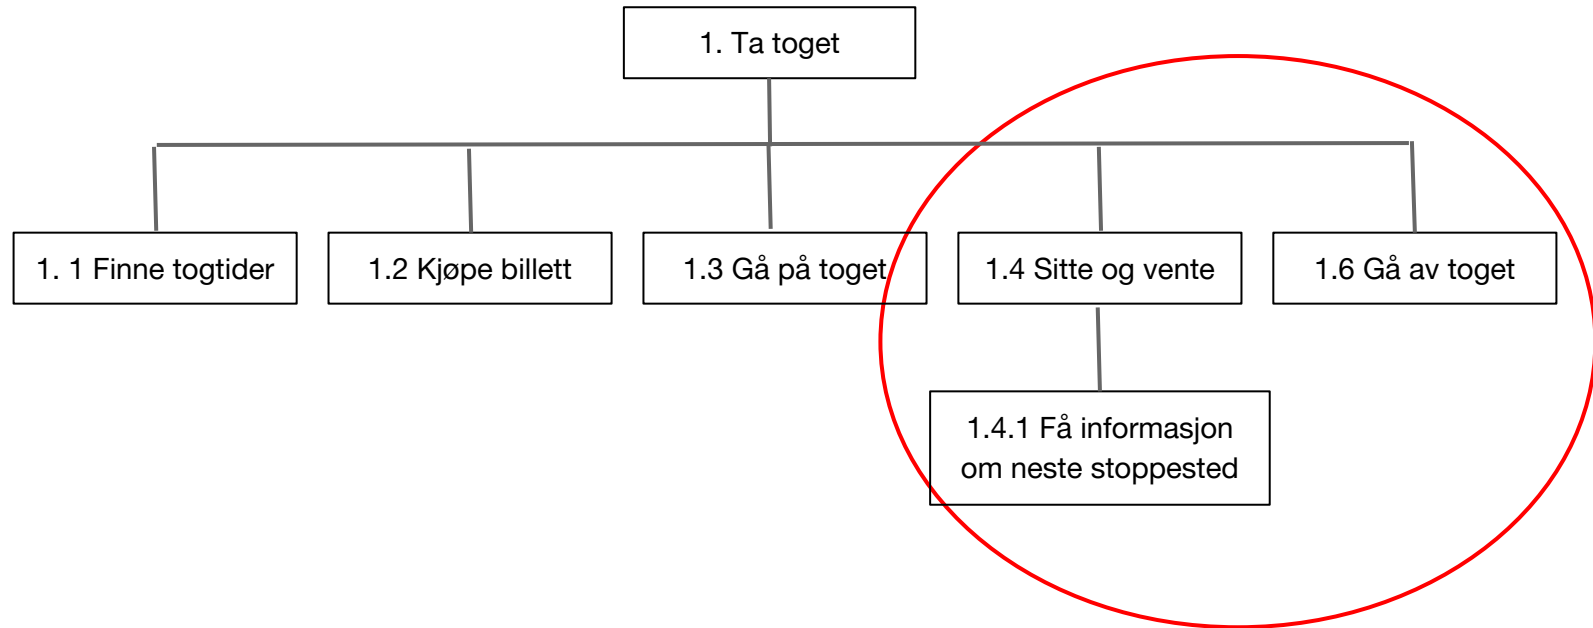 1. Ta toget
1. 1 Finne togtider
1.2 Kjøpe billett
1.3 Gå på toget
1.4 Sitte og vente
1.6 Gå av toget
1.4.1 Få informasjon
om neste stoppested